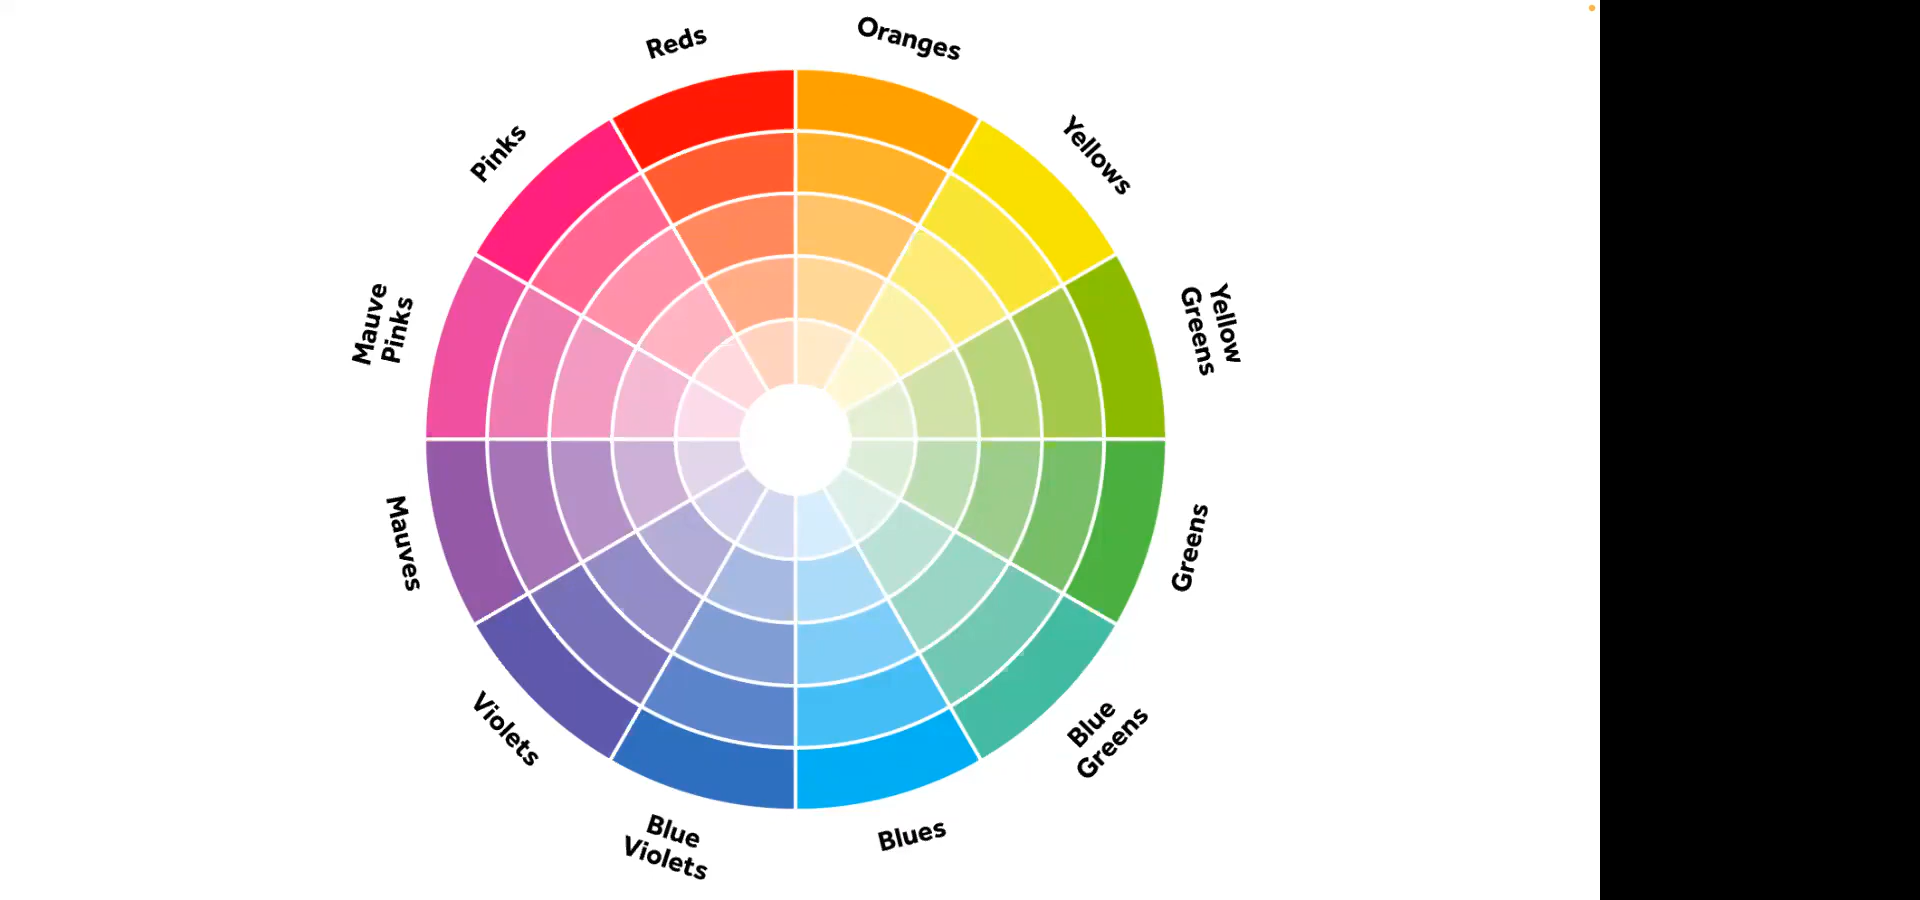 Reds
Oranges
Yellows
Yellow
Greens
Greens
Blue
Greens
Blues
Blue
Violets
Violets
Mauves
Mauve
Pinks
Pinks